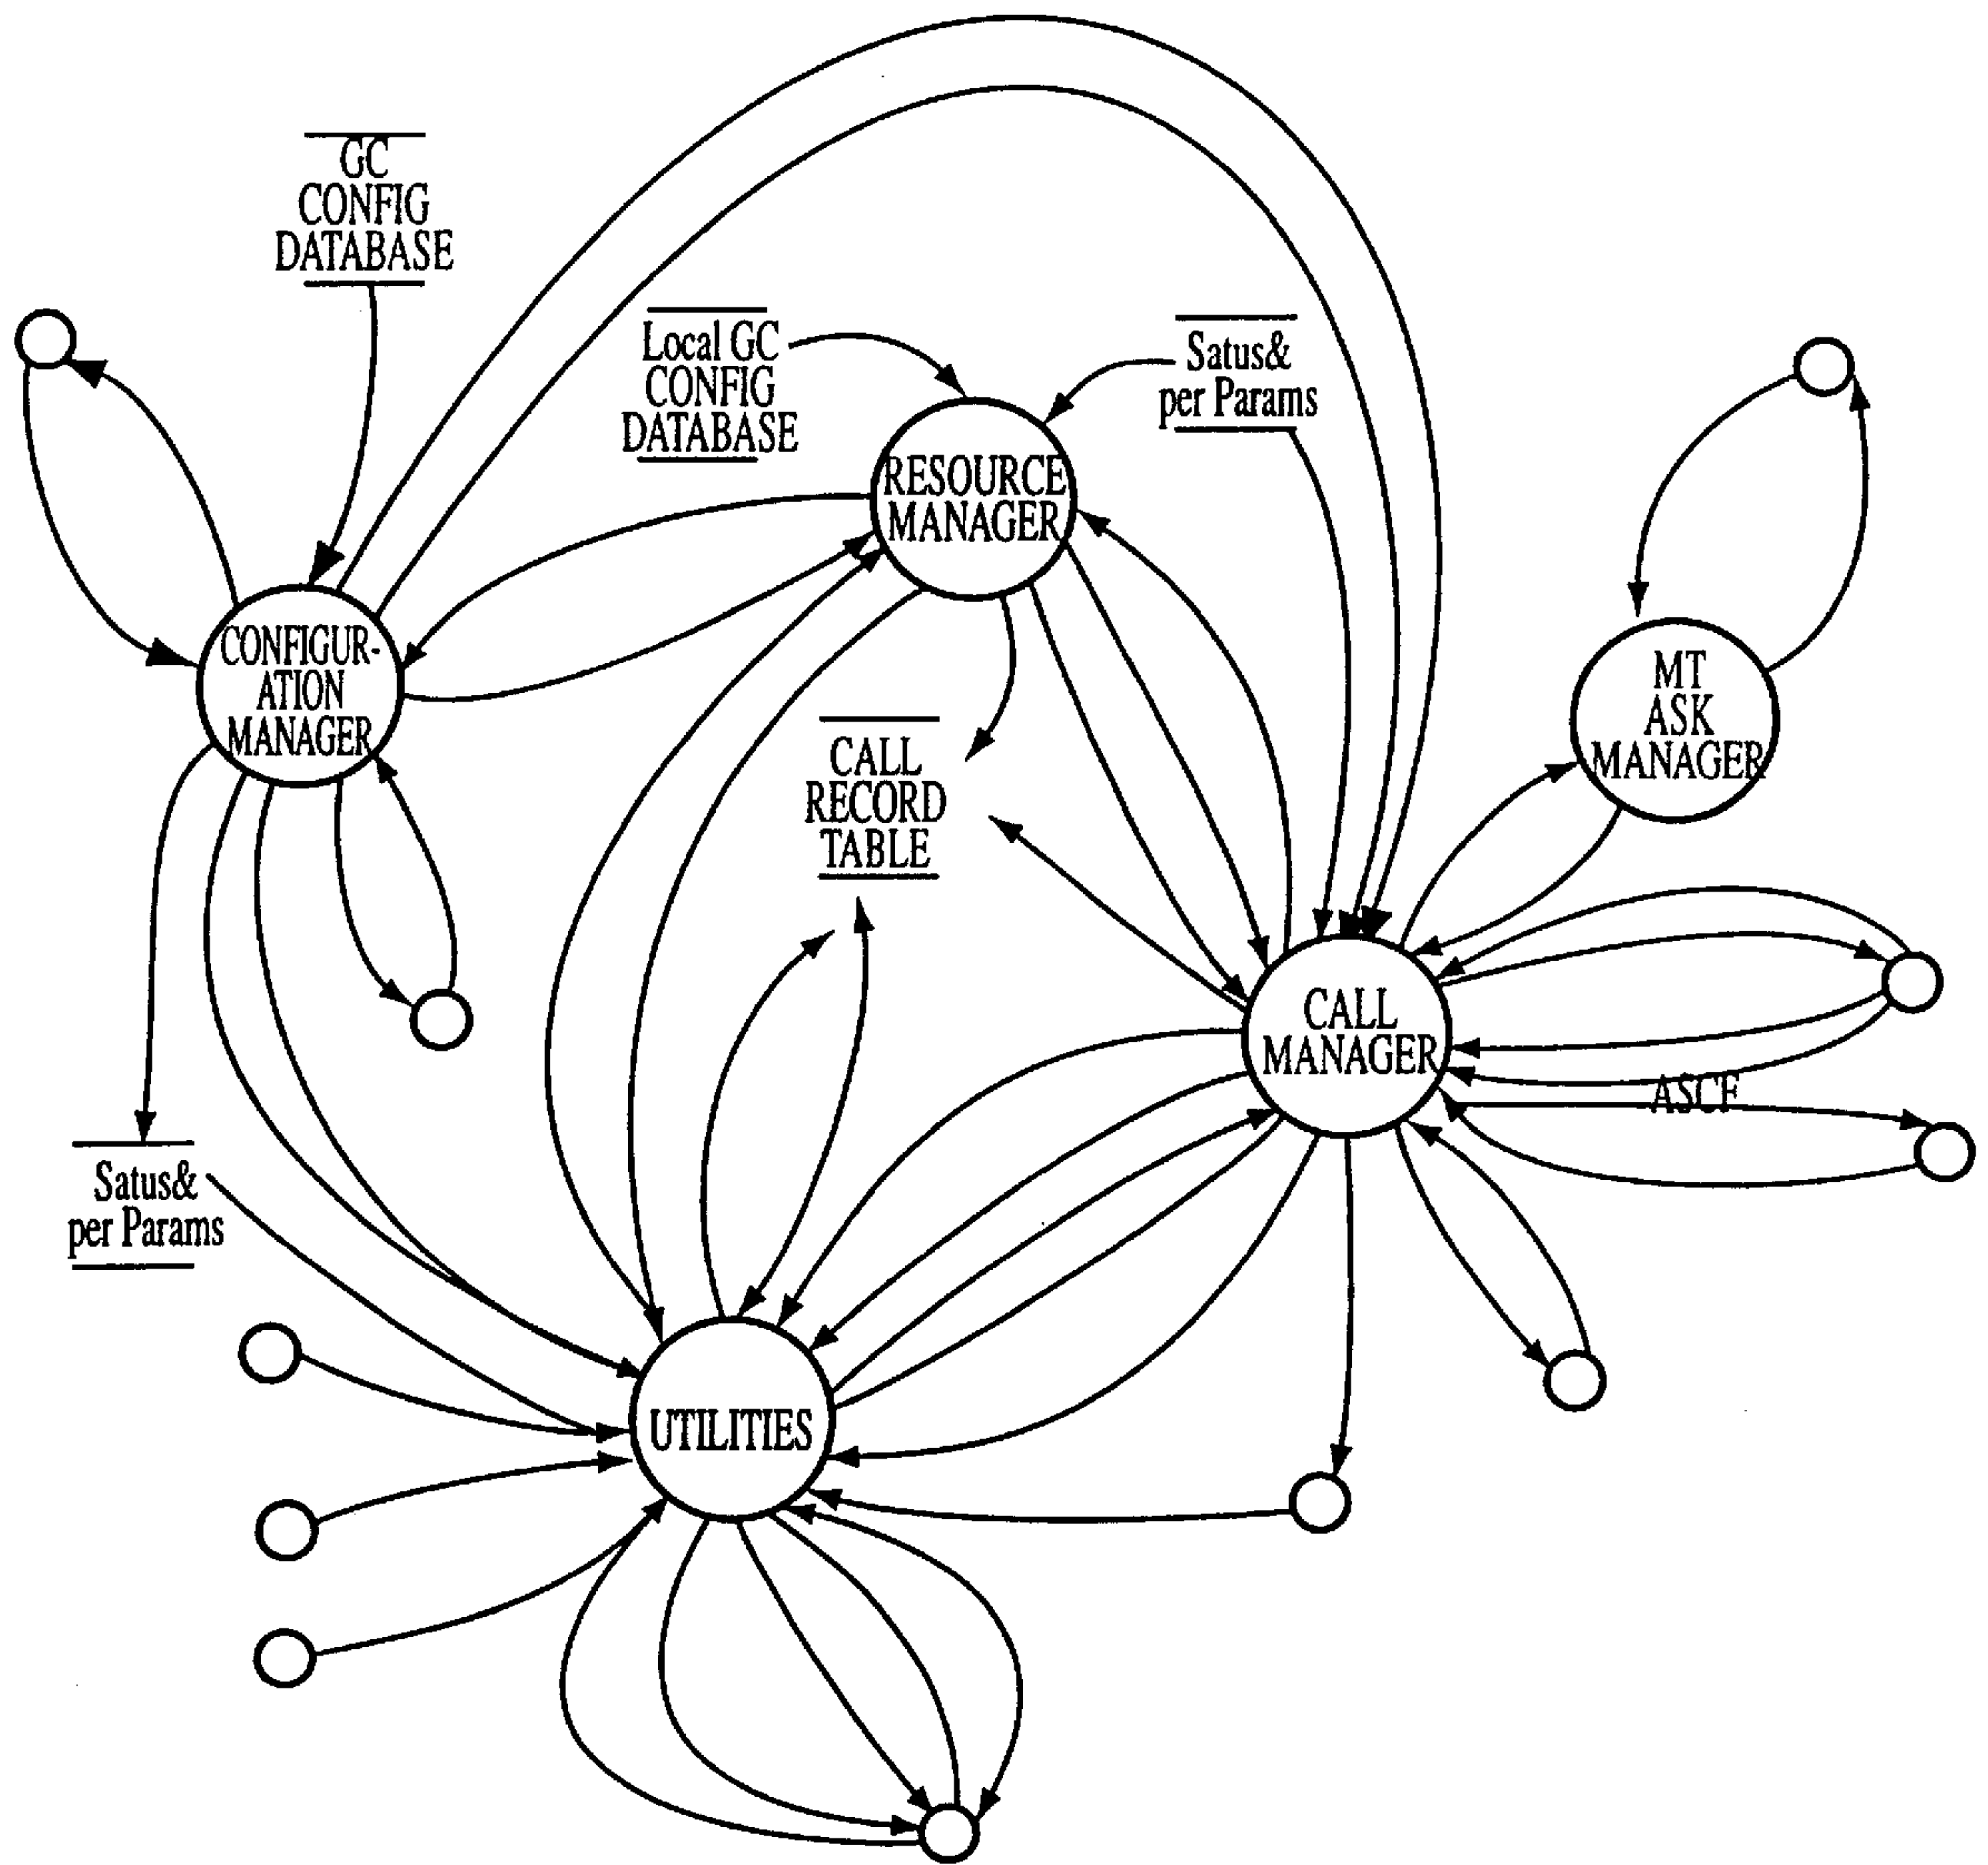 GC
CONFIG
DATABASE
Local GC
CONFIG
DATABASE
Satus&
per Params
RESOURCE
MANAGER
CONFIGUR-
ATION
MANAGER
MT
ASK
MANAGER
CALL
RECORD
TABLE
CALL
MANAGER
ASCF
Satus&
per Params
UTILITIES